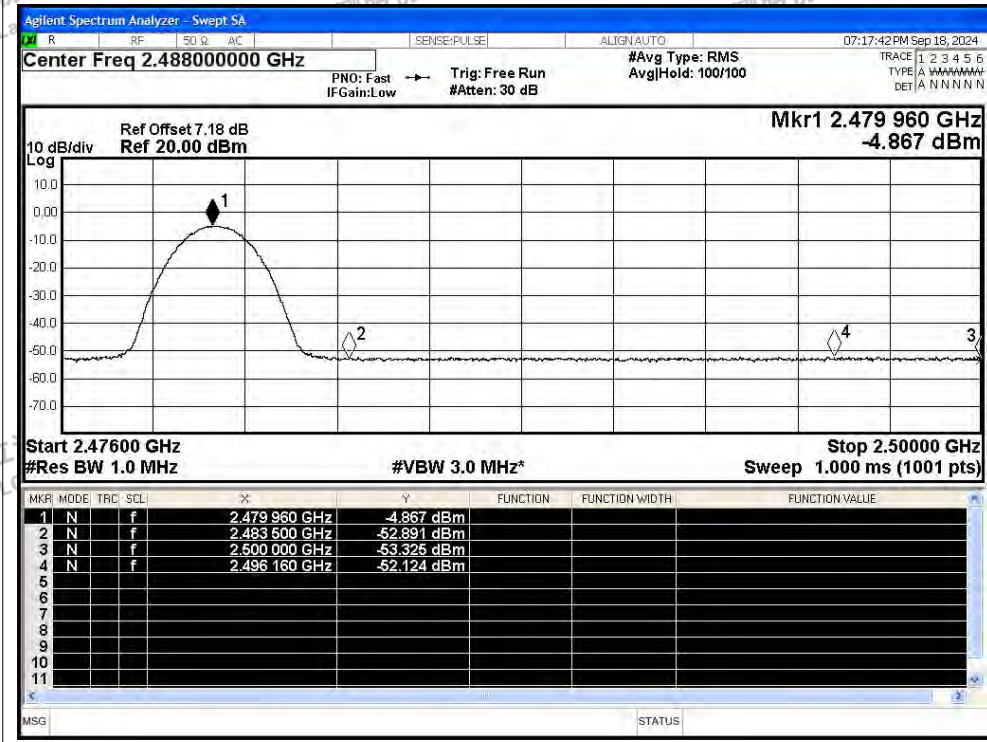 Agilent Spectrum Analyzer - Swept SA
R RF 50 Ω AC SENSE:PULSE ALIGN AUTO 07:17:42 PM Sep 18, 2024
Center Freq 2.488000000 GHz
#Avg Type: RMS
TRACE 1 2 3 4 5 6
PNO: Fast Trig: Free Run Avg|Hold: 100/100
TYPE A WWWWW
IFGain:Low #Atten: 30 dB
DET A N N N N N
Mkr1 2.479 960 GHz
-4.867 dBm
Ref Offset 7.18 dB
10 dB/div Ref 20.00 dBm
Log
10.0
0.00
-10.0
-20.0
-30.0
-40.0
-50.0
-60.0
-70.0
1
2
4
3
Start 2.47600 GHz Stop 2.50000 GHz
#Res BW 1.0 MHz #VBW 3.0 MHz* Sweep 1.000 ms (1001 pts)
MKR MODE TRC SCL X Y FUNCTION FUNCTION WIDTH FUNCTION VALUE
1 N f 2.479 960 GHz -4.867 dBm
2 N f 2.483 500 GHz -52.891 dBm
3 N f 2.500 000 GHz -53.325 dBm
4 N f 2.496 160 GHz -52.124 dBm
5
6
7
8
9
10
11
MSG STATUS